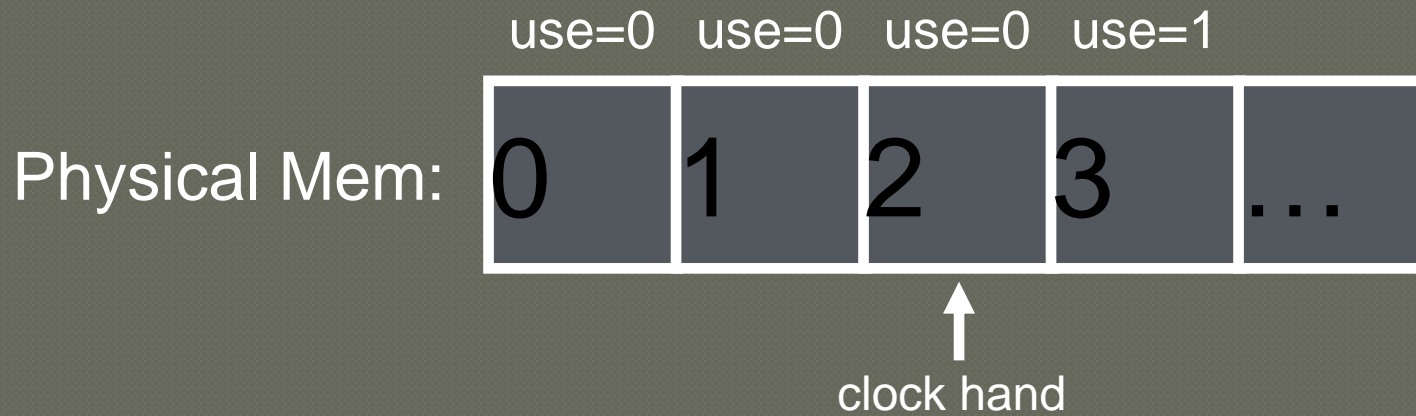 use=0 use=0 use=0 use=1
Physical Mem: 0 1 2 3 …
clock hand